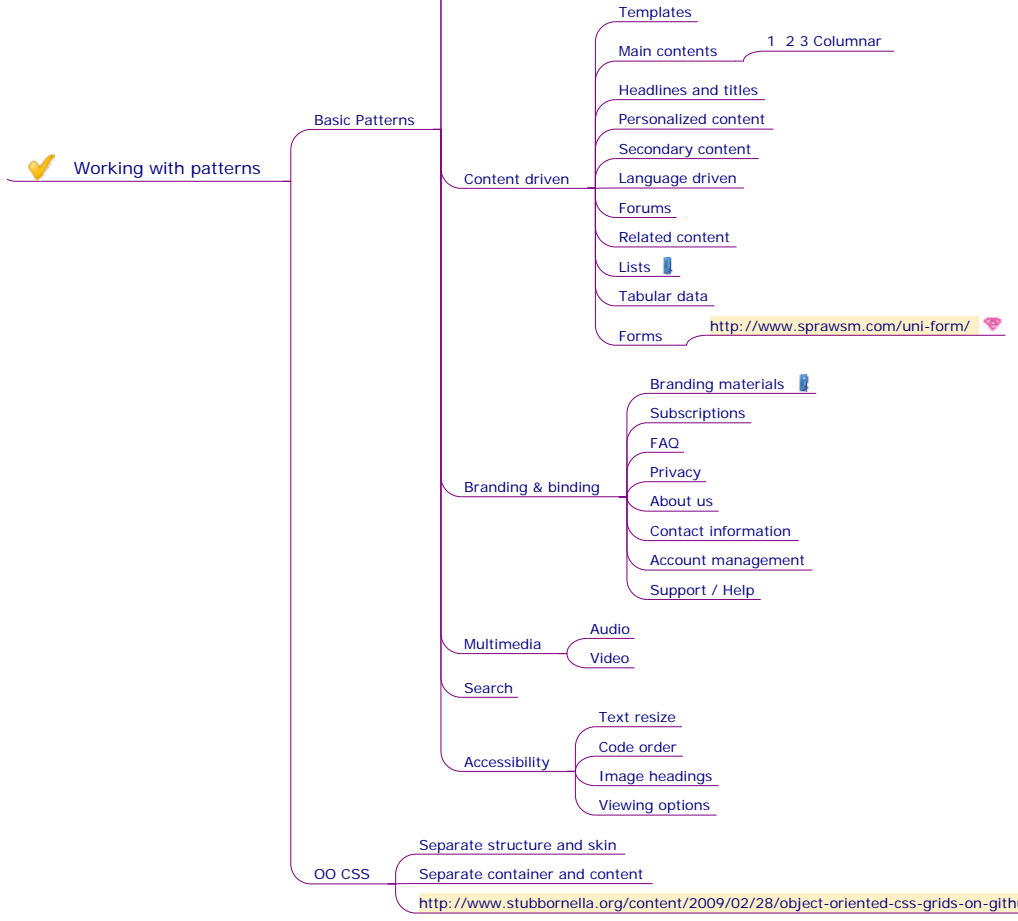 Working with patterns
Basic Patterns
Content driven
Templates
Main contents
1 2 3 Columnar
Headlines and titles
Personalized content
Secondary content
Language driven
Forums
Related content
Lists
Tabular data
Forms
http://www.sprawsm.com/uni-form/
Branding & binding
Branding materials
Subscriptions
FAQ
Privacy
About us
Contact information
Account management
Support / Help
Multimedia
Audio
Video
Search
Accessibility
Text resize
Code order
Image headings
Viewing options
OO CSS
Separate structure and skin
Separate container and content
http://www.stubbornella.org/content/2009/02/28/object-oriented-css-grids-on-gith